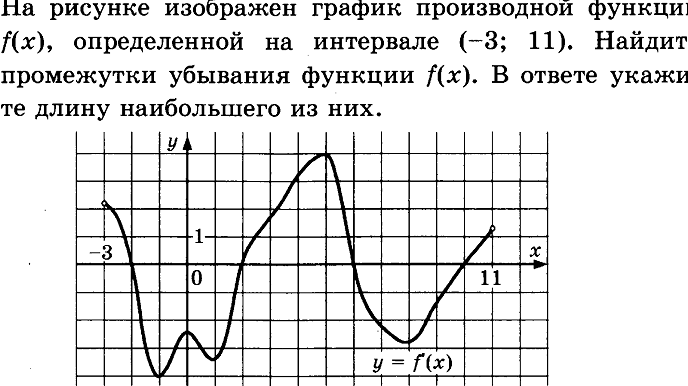 На рисунке изображен график производной функци
f(x), определенной на интервале (−3; 11). Найдит
промежутки убывания функции f(x). В ответе укажи
те длину наибольшего из них.
y
1
−3
x
0
11
y = f'(x)